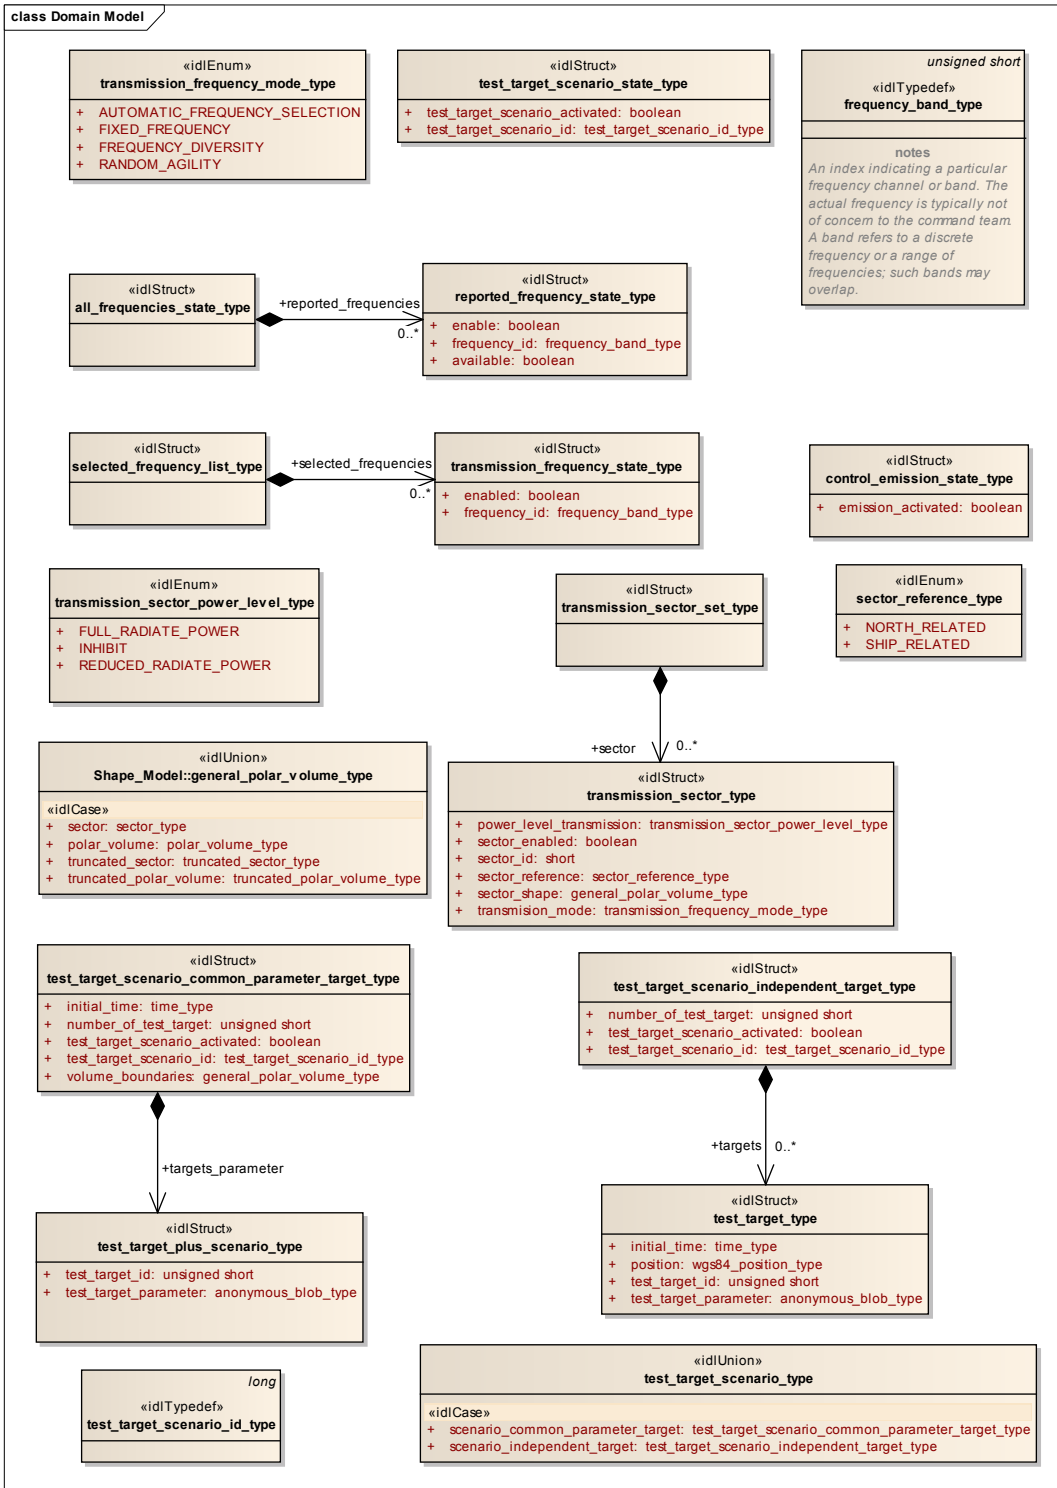 class Domain Model
«idlEnum»
transmission_frequency_mode_type
+ AUTOMATIC_FREQUENCY_SELECTION
+ FIXED_FREQUENCY
+ FREQUENCY_DIVERSITY
+ RANDOM_AGILITY
«idlStruct»
test_target_scenario_state_type
+ test_target_scenario_activated: boolean
+ test_target_scenario_id: test_target_scenario_id_type
unsigned short
«idlTypedef»
frequency_band_type
notes
An index indicating a particular
frequency channel or band. The
actual frequency is typically not
of concern to the command team.
A band refers to a discrete
frequency or a range of
frequencies; such bands may
overlap.
«idlStruct»
all_frequencies_state_type
+reported_frequencies
0..*
«idlStruct»
reported_frequency_state_type
+ enable: boolean
+ frequency_id: frequency_band_type
+ available: boolean
«idlStruct»
selected_frequency_list_type
+selected_frequencies
0..*
«idlStruct»
transmission_frequency_state_type
+ enabled: boolean
+ frequency_id: frequency_band_type
«idlStruct»
control_emission_state_type
+ emission_activated: boolean
«idlEnum»
transmission_sector_power_level_type
+ FULL_RADIATE_POWER
+ INHIBIT
+ REDUCED_RADIATE_POWER
«idlStruct»
transmission_sector_set_type
«idlEnum»
sector_reference_type
+ NORTH_RELATED
+ SHIP_RELATED
+sector
0..*
«idlUnion»
Shape_Model::general_polar_volume_type
«idlCase»
+ sector: sector_type
+ polar_volume: polar_volume_type
+ truncated_sector: truncated_sector_type
+ truncated_polar_volume: truncated_polar_volume_type
«idlStruct»
transmission_sector_type
+ power_level_transmission: transmission_sector_power_level_type
+ sector_enabled: boolean
+ sector_id: short
+ sector_reference: sector_reference_type
+ sector_shape: general_polar_volume_type
+ transmision_mode: transmission_frequency_mode_type
«idlStruct»
test_target_scenario_common_parameter_target_type
+ initial_time: time_type
+ number_of_test_target: unsigned short
+ test_target_scenario_activated: boolean
+ test_target_scenario_id: test_target_scenario_id_type
+ volume_boundaries: general_polar_volume_type
«idlStruct»
test_target_scenario_independent_target_type
+ number_of_test_target: unsigned short
+ test_target_scenario_activated: boolean
+ test_target_scenario_id: test_target_scenario_id_type
+targets_parameter
+targets
0..*
«idlStruct»
test_target_plus_scenario_type
+ test_target_id: unsigned short
+ test_target_parameter: anonymous_blob_type
«idlStruct»
test_target_type
+ initial_time: time_type
+ position: wgs84_position_type
+ test_target_id: unsigned short
+ test_target_parameter: anonymous_blob_type
long
«idlTypedef»
test_target_scenario_id_type
«idlUnion»
test_target_scenario_type
«idlCase»
+ scenario_common_parameter_target: test_target_scenario_common_parameter_target_type
+ scenario_independent_target: test_target_scenario_independent_target_type